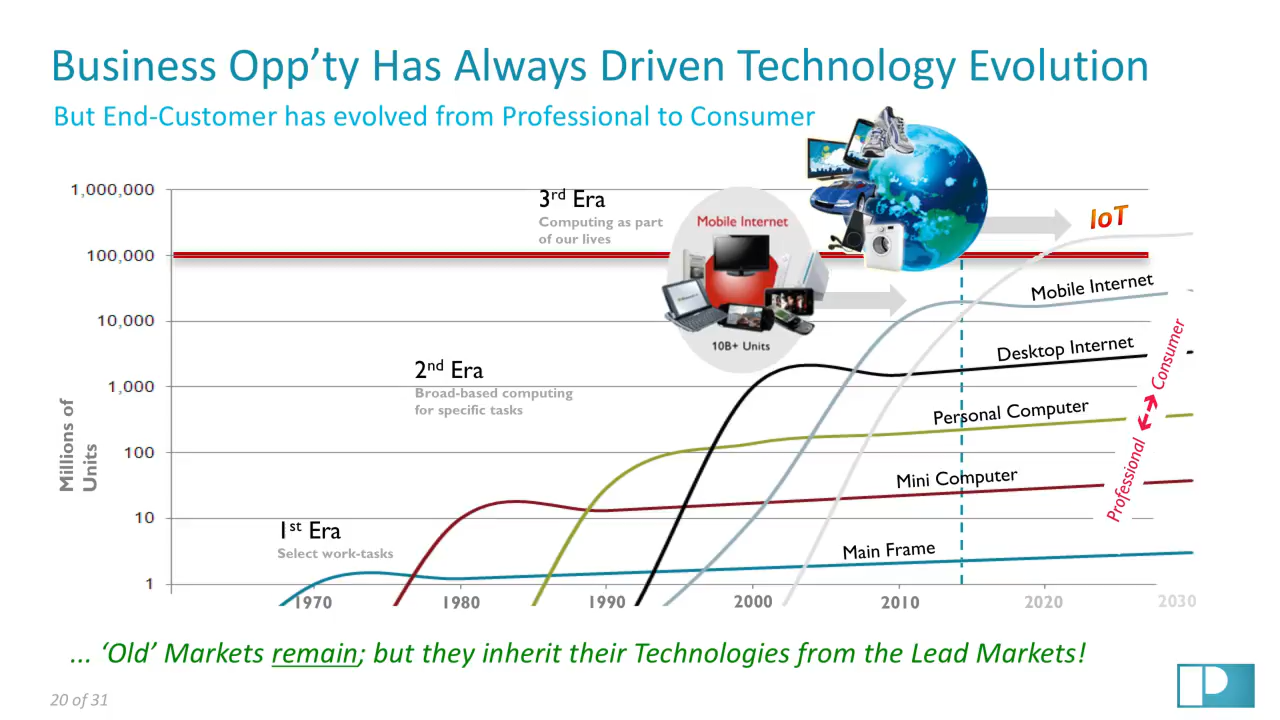 Business Opp’ty Has Always Driven Technology Evolution
But End-Customer has evolved from Professional to Consumer
1,000,000
100,000
10,000
1,000
100
10
1
Millions of
Units
3rd Era
Computing as part
of our lives
Mobile Internet
10B+ Units
IoT
2nd Era
Broad-based computing
for specific tasks
1st Era
Select work-tasks
Mobile Internet
Desktop Internet
Personal Computer
Mini Computer
Main Frame
Professional
Consumer
1970
1980
1990
2000
2010
2020
2030
... ‘Old’ Markets remain; but they inherit their Technologies from the Lead Markets!
20 of 31